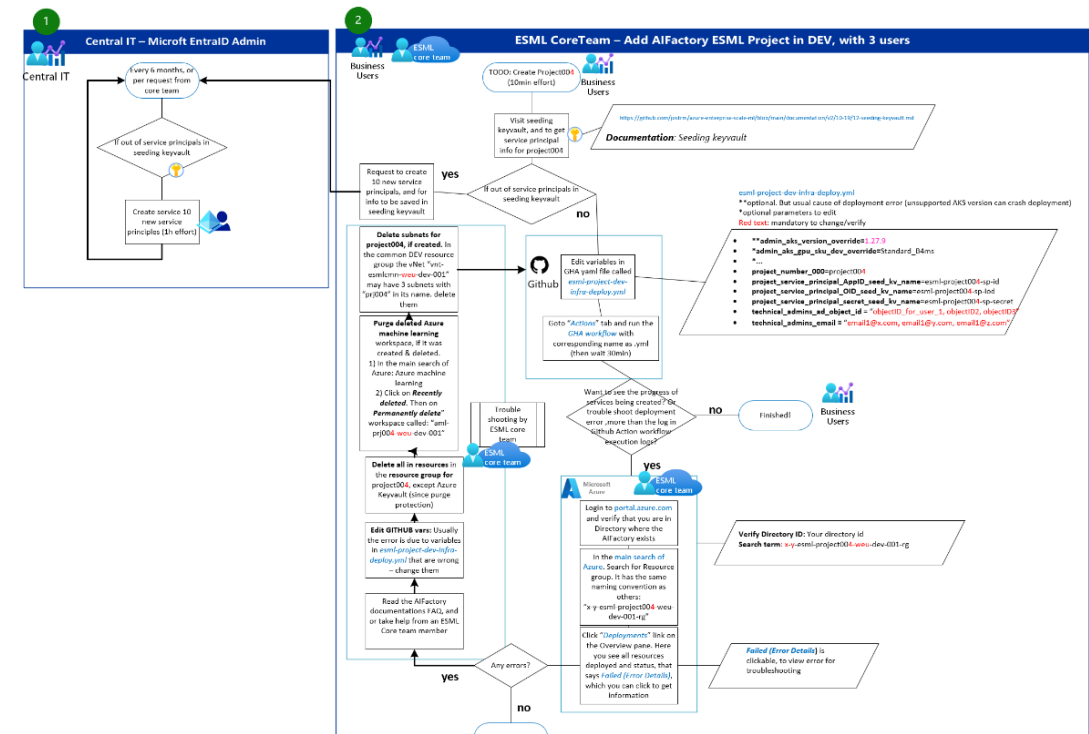 1
Central IT – Microft EntraID Admin
Central IT
Every 6 months, or
per request from
core team
If out of service principals in
seeding keyvault
Create service 10
new service
principles (1h effort)
2
ESML CoreTeam – Add AIFactory ESML Project in DEV, with 3 users
Business
Users
ESML
core team
TODO: Create Project004
(10min effort)
Business
Users
Visit seeding
keyvault, and to get
service principal
info for project004
Documentation: Seeding keyvault
If out of service principals in
seeding keyvault
yes
no
Request to create
10 new service
principals, and for
info to be saved in
seeding keyvault
esml-project-dev-infra-deploy.yml
**optional. But usual cause of deployment error (unsupported AKS version can crash deployment)
*optional parameters to edit
Red text: mandatory to change/verify
**admin_aks_version_override=1.27.9
*admin_aks_gpu_sku_dev_override=Standard_D4ms
*...
project_number_000=project004
project_service_principal_AppID_seed_kv_name=esml-project004-sp-id
project_service_principal_OID_seed_kv_name=esml-project004-sp-iod
project_service_principal_secret_seed_kv_name=esml-project004-sp-secret
technical_admins_ad_object_id = "objectID_for_user_1, objectID2, objectID3"
technical_admins_email = "email1@x.com, email1@y.com, email1@z.com"
Github
Edit variables in
GHA yaml file called
esml-project-dev-
infra-deploy.yml
Goto "Actions" tab and run the
GHA workflow with
corresponding name as .yml
(then wait 30min)
Want to see the progress of
services being created? Or
trouble shoot deployment
error ,more than the log in
Github Action workflow
execution logs?
no
Finished!
Business
Users
yes
Microsoft
Azure
ESML
core team
Login to portal.azure.com
and verify that you are in
Directory where the
AIFactory exists
Verify Directory ID: Your directory id
Search term: x-y-esml-project004-weu-dev-001-rg
In the main search of
Azure. Search for Resource
group. It has the same
naming convention as
others:
"x-y-esml-project004-weu-
dev-001-rg"
Click "Deployments" link on
the Overview pane. Here
you see all resources
deployed and status, that
says Failed (Error Details),
which you can click to get
information
Failed (Error Details) is
clickable, to view error for
troubleshooting
Any errors?
yes
no
Read the AIFactory
documentations FAQ, and
or take help from an ESML
Core team member
Edit GITHUB vars: Usually
the error is due to variables
in esml-project-dev-infra-
deploy.yml that are wrong
– change them
Delete all in resources in
the resource group for
project004, except Azure
Keyvault (since purge
protection)
Trouble
shooting by
ESML core
team
ESML
core team
Purge deleted Azure
machine learning
workspace, if it was
created & deleted.
1) In the main search of
Azure: Azure machine
learning
2) Click on Recently
deleted. Then on
Permanently delete"
workspace called: "aml-
prj004-weu-dev-001"
Delete subnets for
project004, if created. In
the common DEV resource
group the vNet "vnt-
esmlcmn-weu-dev-001"
may have 3 subnets with
"prj004" in its name. delete
them